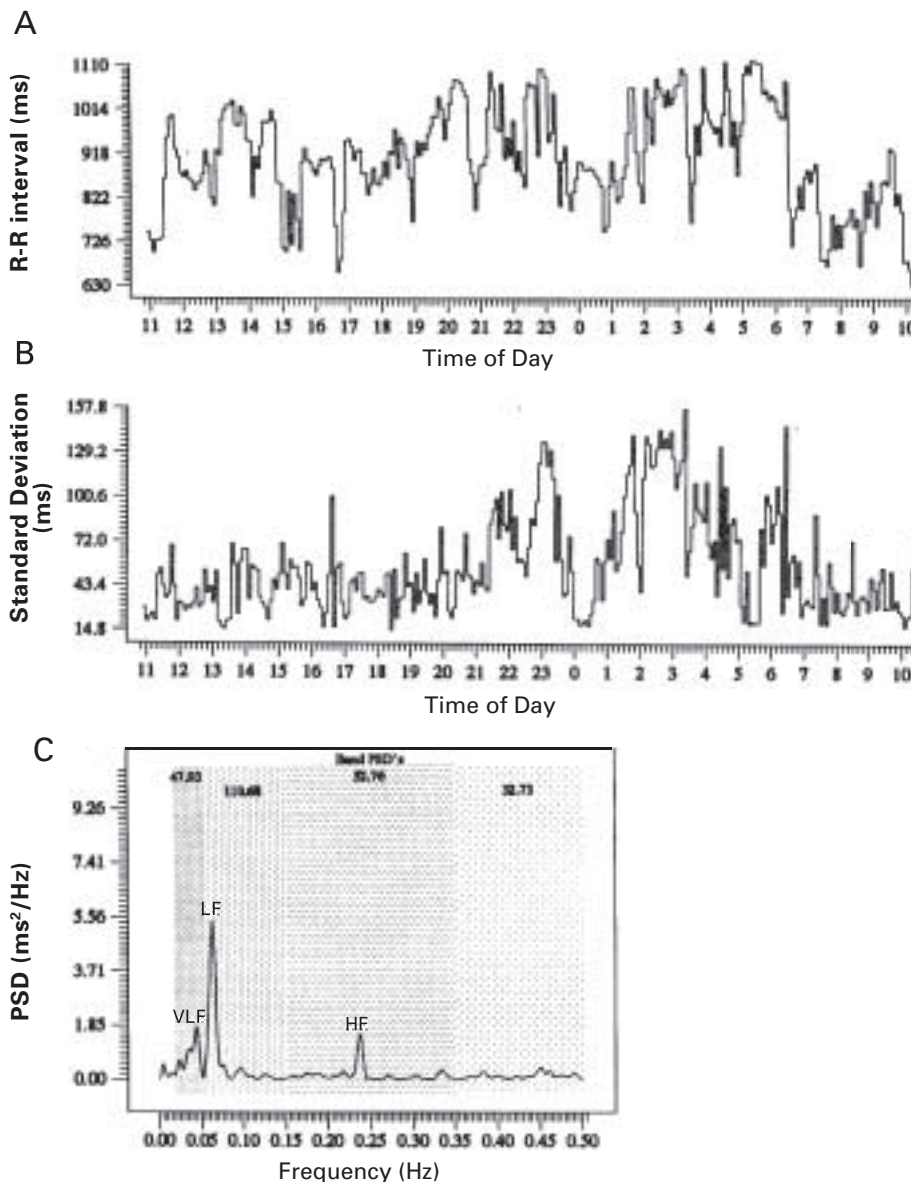 A
R-R interval (ms)
1110
1014
918
822
726
630
11 12 13 14 15 16 17 18 19 20 21 22 23 0 1 2 3 4 5 6 7 8 9 10
Time of Day
B
Standard Deviation
(ms)
157.8
129.2
100.6
72.0
43.4
14.8
11 12 13 14 15 16 17 18 19 20 21 22 23 0 1 2 3 4 5 6 7 8 9 10
Time of Day
C
Band PSD's
32.73
PSD (ms²/Hz)
9.26
7.41
5.56
3.71
1.85
0.00
LF
VLF
HF
0.00 0.05 0.10 0.15 0.20 0.25 0.30 0.35 0.40 0.45 0.50
Frequency (Hz)